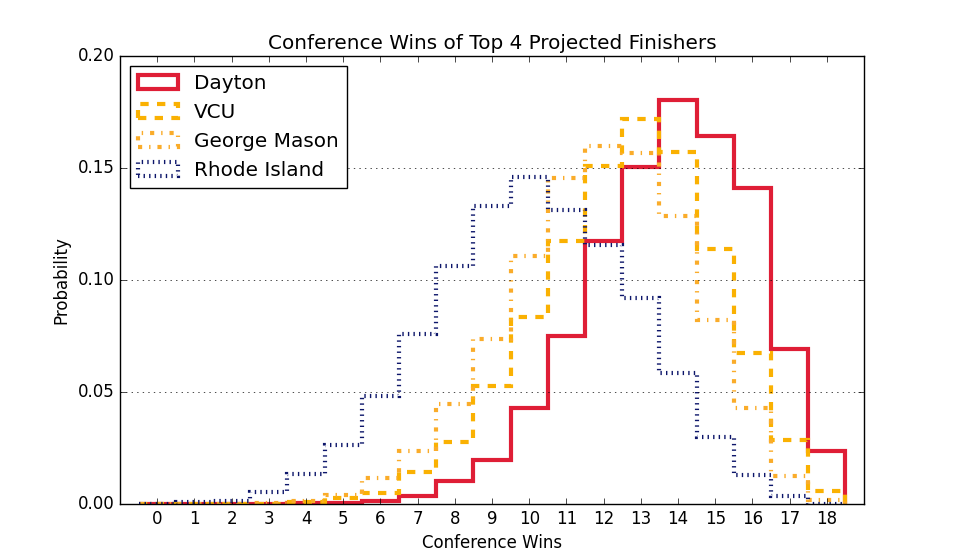 Conference Wins of Top 4 Projected Finishers
0.20
0.15
0.10
0.05
0.00
Probability
Dayton
VCU
George Mason
Rhode Island
0 1 2 3 4 5 6 7 8 9 10 11 12 13 14 15 16 17 18
Conference Wins